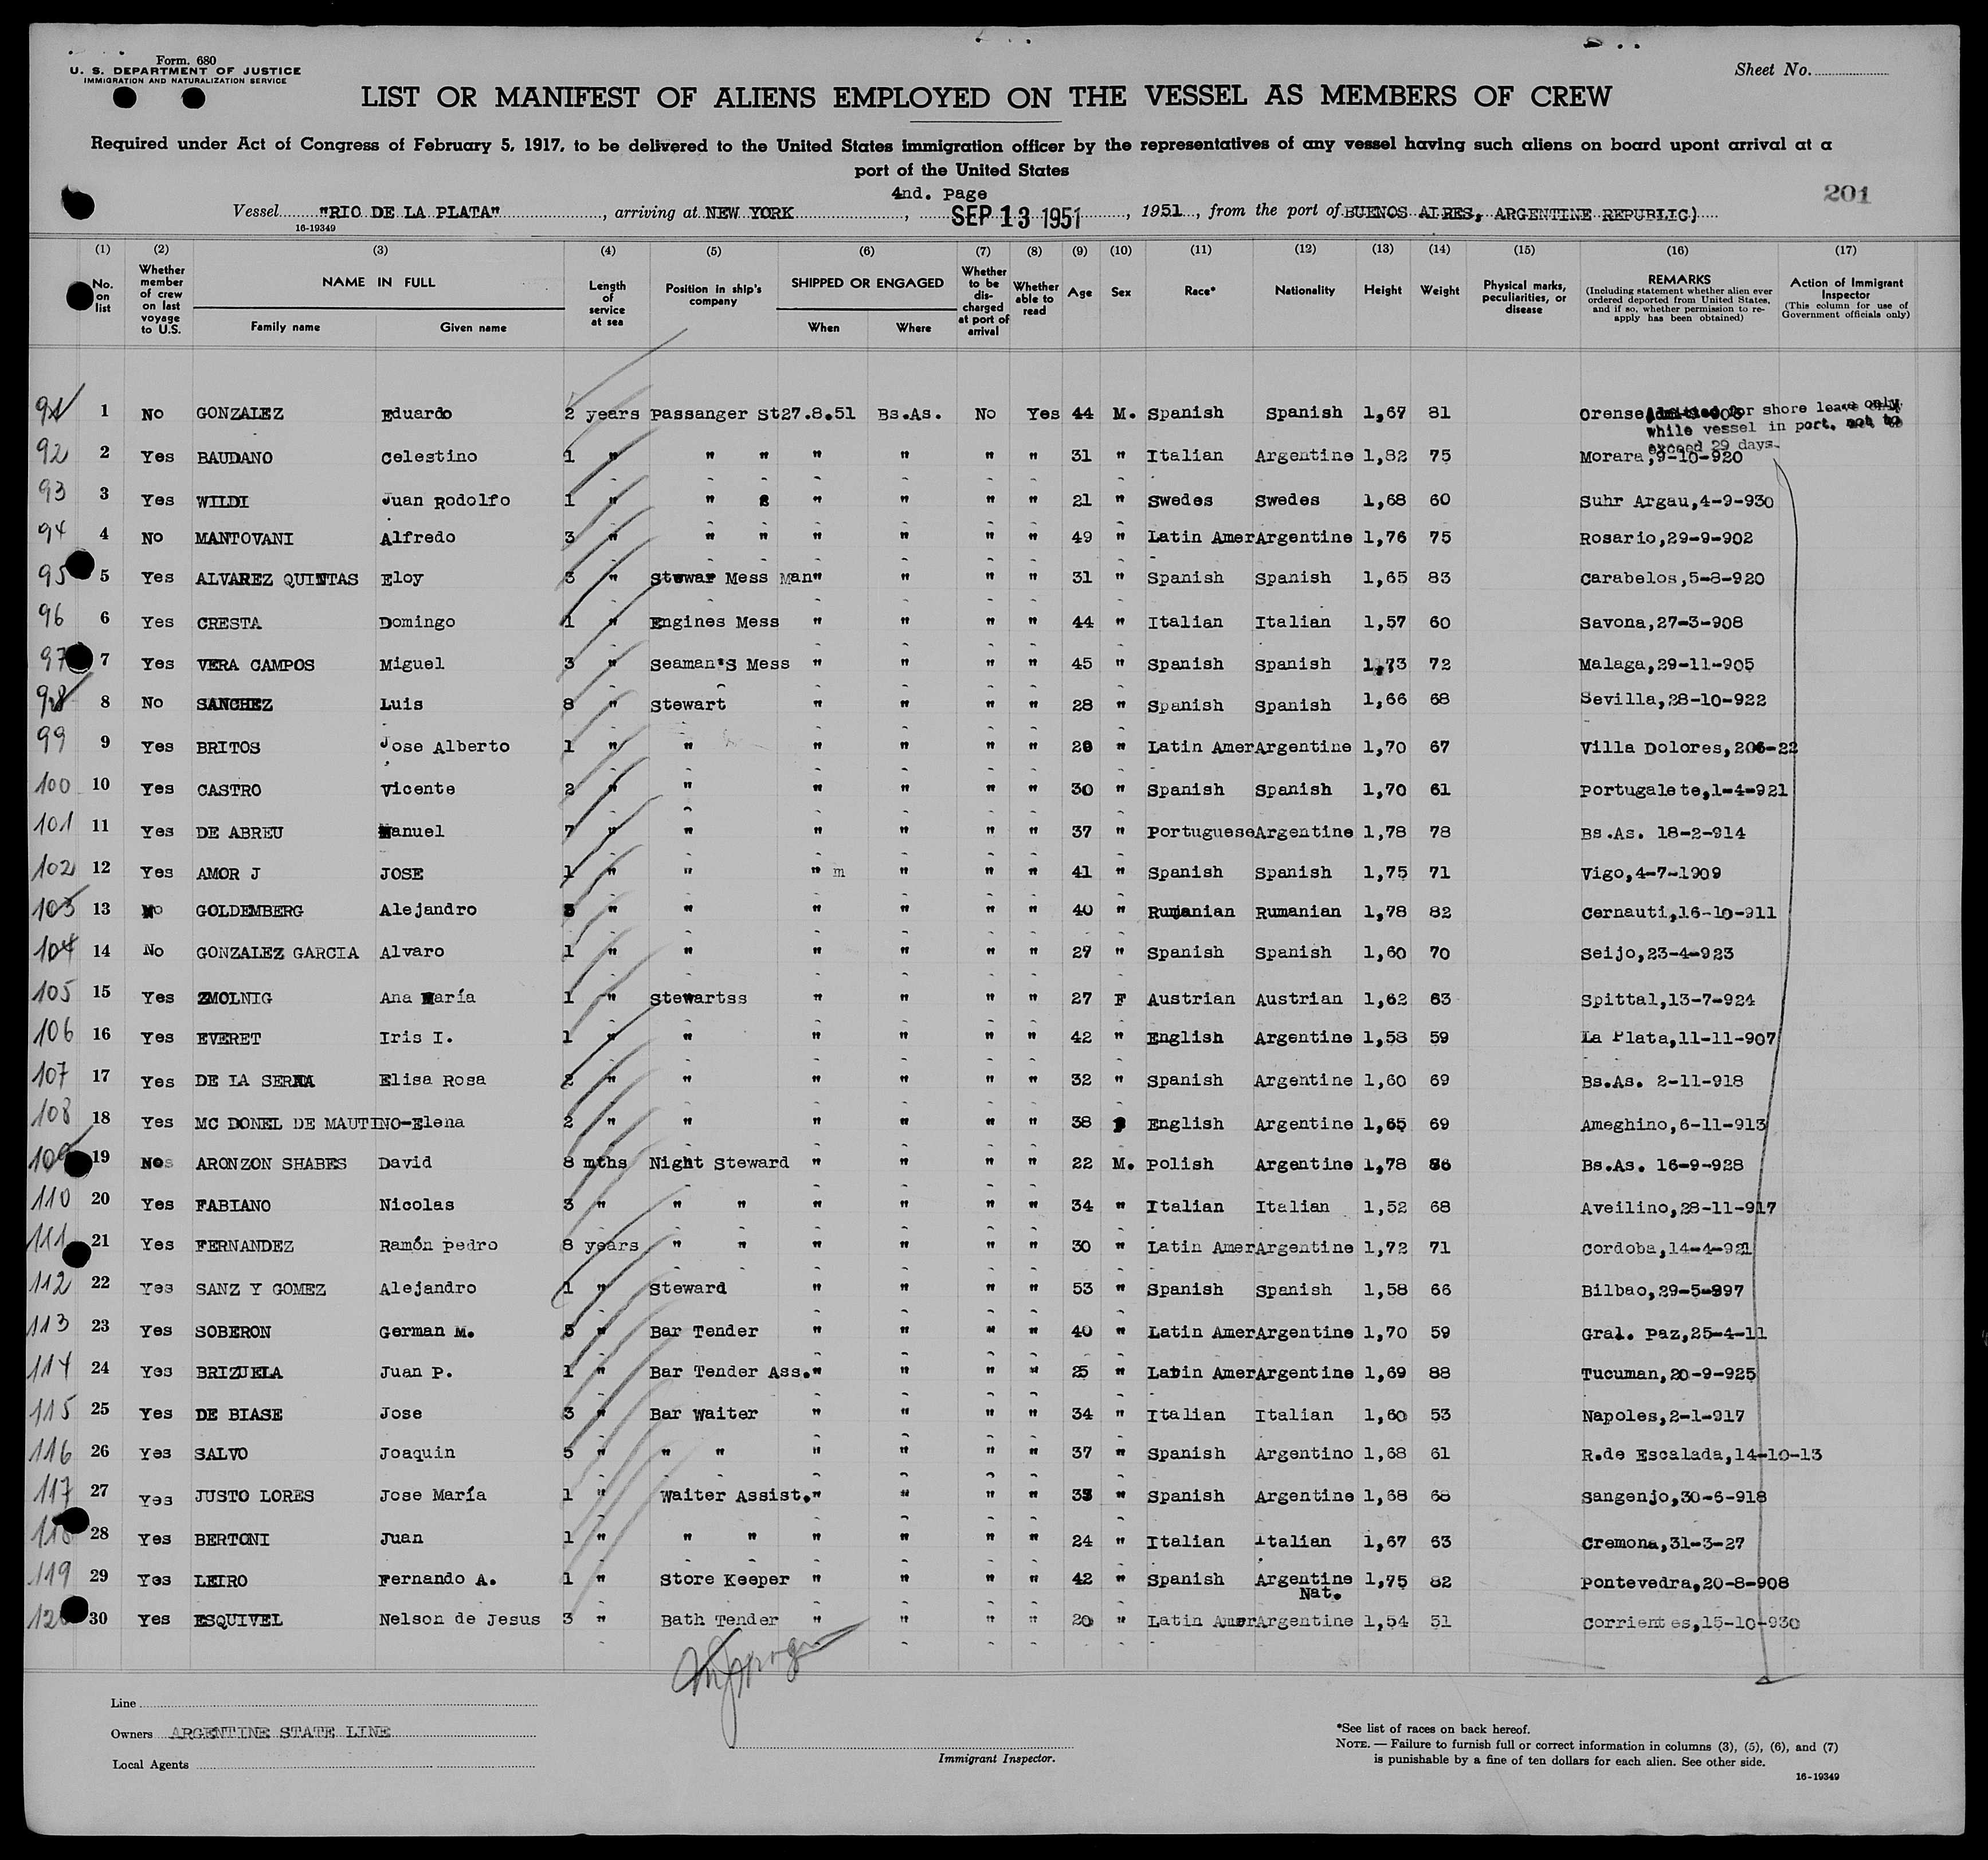 Form. 680
U. S. DEPARTMENT OF JUSTICE
IMMIGRATION AND NATURALIZATION SERVICE
Sheet No.
LIST OR MANIFEST OF ALIENS EMPLOYED ON THE VESSEL AS MEMBERS OF CREW
Required under Act of Congress of February 5, 1917, to be delivered to the United States immigration officer by the representatives of any vessel having such aliens on board upont arrival at a
port of the United States
4nd. Page
201
Vessel "RIO DE LA PLATA", arriving at NEW YORK, SEP 13 1951, 1951, from the port of BUENOS AIRES, ARGENTINE REPUBLIC)
16-19349
(1) (2) (3) (4) (5) (6) (7) (8) (9) (10) (11) (12) (13) (14) (15) (16) (17)
No. on list
Whether member of crew on last voyage to U.S.
NAME IN FULL
Family name Given name
Length of service at sea
Position in ship's company
SHIPPED OR ENGAGED
When Where
Whether to be discharged at port of arrival
Whether able to read
Age Sex Race* Nationality Height Weight
Physical marks, peculiarities, or disease
REMARKS
(Including statement whether alien ever ordered deported from United States, and if so, whether permission to reapply has been obtained)
Action of Immigrant Inspector
(This column for use of Government officials only)
Admitted for shore leave only
while vessel in port, not to
exceed 29 days.
91 1 No GONZALEZ Eduardo 2 years Passanger St 27.8.51 Bs.As. No Yes 44 M. Spanish Spanish 1,67 81 Orense
92 2 Yes BAUDANO Celestino 1 " " " " " " " 31 " Italian Argentine 1,82 75 Morara,9-10-920
93 3 Yes WILDI Juan Rodolfo 1 " " " " " " 21 " Swedes Swedes 1,68 60 Suhr Argau,4-9-930
94 4 No MANTOVANI Alfredo 3 " " " " " " " 49 " Latin Amer Argentine 1,76 75 Rosario,29-9-902
95 5 Yes ALVAREZ QUINTAS Eloy 3 " Stewar Mess Man " " " " 31 " Spanish Spanish 1,65 83 Carabelos,5-8-920
96 6 Yes CRESTA Domingo 1 " Engines Mess " " " " 44 " Italian Italian 1,57 60 Savona,27-3-908
97 7 Yes VERA CAMPOS Miguel 3 " Seaman'S Mess " " " " 45 " Spanish Spanish 1,73 72 Malaga,29-11-905
98 8 No SANCHEZ Luis 8 " Stewart " " " " 28 " Spanish Spanish 1,66 68 Sevilla,28-10-922
99 9 Yes BRITOS Jose Alberto 1 " " " " " " " Latin Amer Argentine 1,70 67 Villa Dolores,
100 10 Yes CASTRO Vicente 2 " " " " " " 30 " Spanish Spanish 1,70 61 Portugalete,1-4-921
101 11 Yes DE ABREU Manuel 7 " " " " " " 37 " Portuguese Argentine 1,78 78 Bs.As. 18-2-914
102 12 Yes AMOR J JOSE 1 " " " m " " " 41 " Spanish Spanish 1,75 71 Vigo,4-7-1909
103 13 No GOLDEMBERG Alejandro " " " " " " 40 " Rumanian Rumanian 1,78 82 Cernauti,16-10-911
104 14 No GONZALEZ GARCIA Alvaro 1 " " " " " " 27 " Spanish Spanish 1,60 70 Seijo,23-4-923
105 15 Yes ZMOLNIG Ana María 1 " Stewartss " " " " 27 F Austrian Austrian 1,62 63 Spittal,13-7-924
106 16 Yes EVERET Iris I. 1 " " " " " " 42 " English Argentine 1,58 59 La Plata,11-11-907
107 17 Yes DE LA SERNA Elisa Rosa 2 " " " " " " 32 " Spanish Argentine 1,60 69 Bs.As. 2-11-918
108 18 Yes MC DONEL DE MAUTINO-Elena 2 " " " " " " 38 English Argentine 1,65 69 Ameghino,6-11-913
109 19 No ARONZON SHABES David 8 mths Night Steward " " " " 22 M. Polish Argentine 1,78 Bs.As. 16-9-928
110 20 Yes FABIANO Nicolas 3 " " " " " " " 34 " Italian Italian 1,52 68 Aveilino,28-11-917
111 21 Yes FERNANDEZ Ramón Pedro 8 years " " " " " " 30 " Latin Amer Argentine 1,72 71 Cordoba,14-4-921
112 22 Yes SANZ Y GOMEZ Alejandro 1 " Steward " " " " 53 " Spanish Spanish 1,58 66 Bilbao,29-5-897
113 23 Yes SOBERON German M. 5 " Bar Tender " " " " 40 " Latin Amer Argentine 1,70 59 Gral. Paz,25-4-11
114 24 Yes BRIZUELA Juan P. 1 " Bar Tender Ass. " " " " 25 " Latin Amer Argentine 1,69 88 Tucuman,20-9-925
115 25 Yes DE BIASE Jose 3 " Bar Waiter " " " " 34 " Italian Italian 1,60 53 Napoles,2-1-917
116 26 Yes SALVO Joaquin 5 " " " " " " " 37 " Spanish Argentino 1,68 61 R.de Escalada,14-10-13
117 27 Yes JUSTO LORES Jose María 1 " Waiter Assist. " " " " 33 " Spanish Argentine 1,68 68 Sangenjo,30-6-918
118 28 Yes BERTONI Juan 1 " " " " " " " 24 " Italian Italian 1,67 63 Cremona,31-3-27
119 29 Yes LEIRO Fernando A. 1 " Store Keeper " " " " 42 " Spanish Argentine Nat. 1,75 82 Pontevedra,20-8-908
120 30 Yes ESQUIVEL Nelson de Jesus 3 " Bath Tender " " " " 20 " Latin Amer Argentine 1,54 51 Corrientes,15-10-930
Line
Owners ARGENTINE STATE LINE
Local Agents
Immigrant Inspector.
*See list of races on back hereof.
NOTE. — Failure to furnish full or correct information in columns (3), (5), (6), and (7)
is punishable by a fine of ten dollars for each alien. See other side.
16-19349